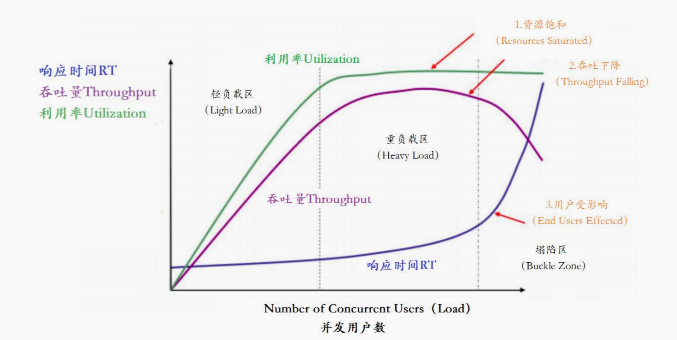 1.资源饱和
(Resources Saturated)
利用率Utilization
2.吞吐下降
(Throughput Falling)
响应时间RT
吞吐量Throughput
利用率Utilization
轻负载区
(Light Load)
重负载区
(Heavy Load)
吞吐量Throughput
3.用户受影响
(End Users Effected)
响应时间RT
塌陷区
(Buckle Zone)
Number of Concurrent Users (Load)
并发用户数